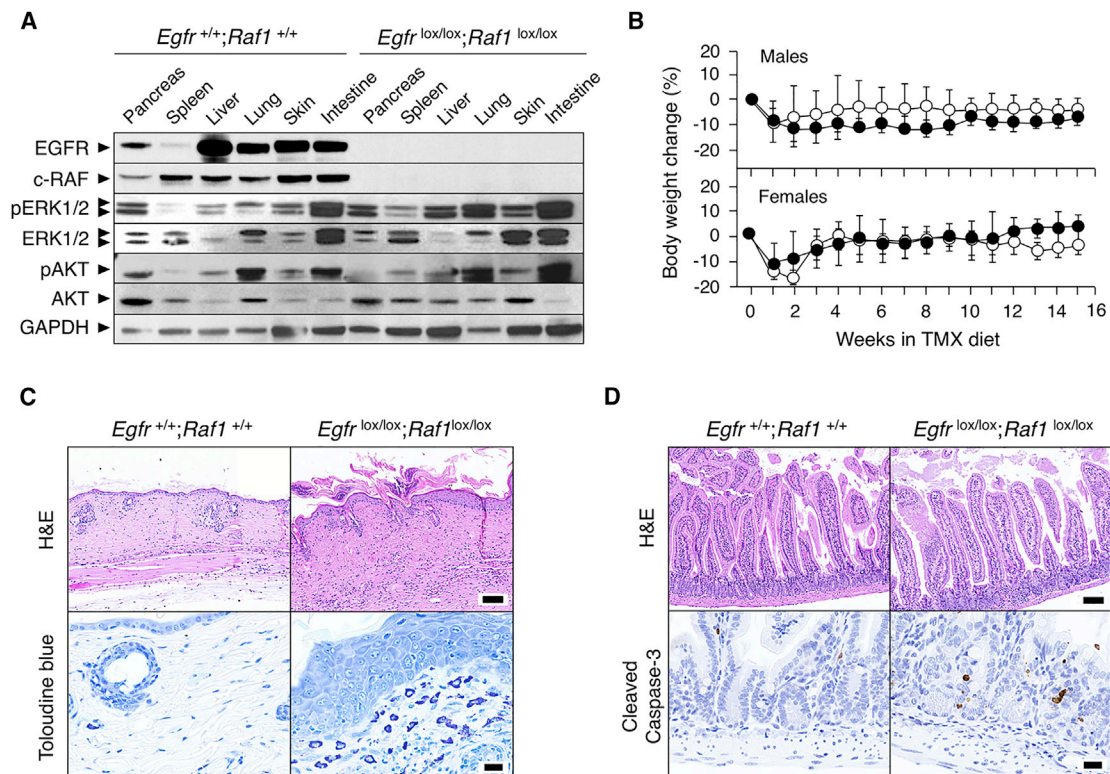 A
Egfr +/+;Raf1 +/+
Egfr lox/lox;Raf1 lox/lox
Pancreas
Spleen
Liver
Lung
Skin
Intestine
Pancreas
Spleen
Liver
Lung
Skin
Intestine
EGFR
c-RAF
pERK1/2
ERK1/2
pAKT
AKT
GAPDH
B
Body weight change (%)
20
10
0
-10
-20
Males
20
10
0
-10
-20
Females
0 2 4 6 8 10 12 14 16
Weeks in TMX diet
C
Egfr +/+;Raf1 +/+
Egfr lox/lox;Raf1lox/lox
H&E
Toloudine blue
D
Egfr +/+;Raf1 +/+
Egfr lox/lox;Raf1 lox/lox
H&E
Cleaved
Caspase-3